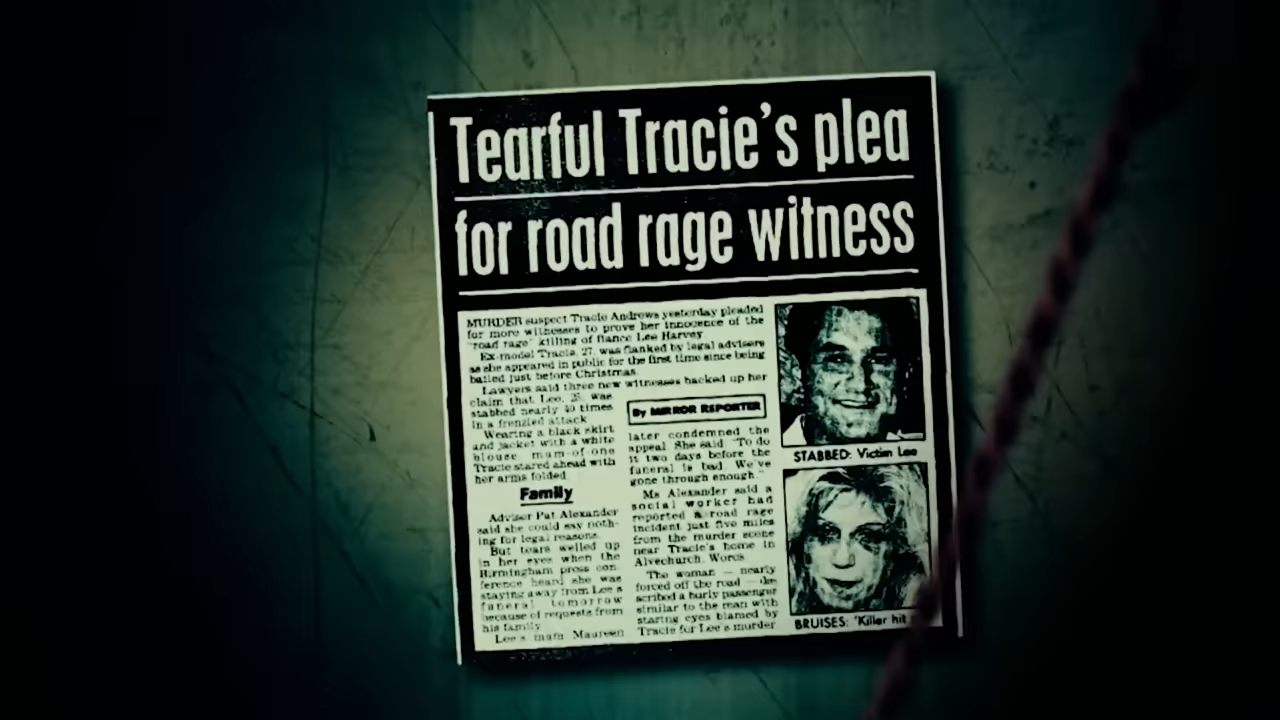 Tearful Tracie's plea
for road rage witness
MURDER suspect Tracie Andrews yesterday pleaded
for more witnesses to prove her innocence of the
"road rage" killing of fiance Lee Harvey.
Ex-model Tracie, 27, was flanked by legal advisers
as she appeared in public for the first time since being
bailed just before Christmas.
Lawyers said three new witnesses backed up her
claim that Lee, 25, was
stabbed nearly 40 times
in a frenzied attack.
Wearing a black skirt
and jacket with a white
blouse, mum-of-one
Tracie stared ahead with
her arms folded.
Family
Adviser Pat Alexander
said she could say noth-
ing for legal reasons.
But tears welled up
in her eyes when the
Birmingham press con-
ference heard she was
staying away from Lee's
funeral tomorrow
because of requests from
his family.
Lee's mum Maureen
By MIRROR REPORTER
later condemned the
appeal. She said: "To do
it two days before the
funeral is bad. We've
gone through enough."
Ms Alexander said a
social worker had
reported a road rage
incident just five miles
from the murder scene
near Tracie's home in
Alvechurch, Worcs.
The woman — nearly
forced off the road — des
scribed a burly passenger
similar to the man with
staring eyes blamed by
Tracie for Lee's murder
STABBED: Victim Lee
BRUISES: 'Killer hit